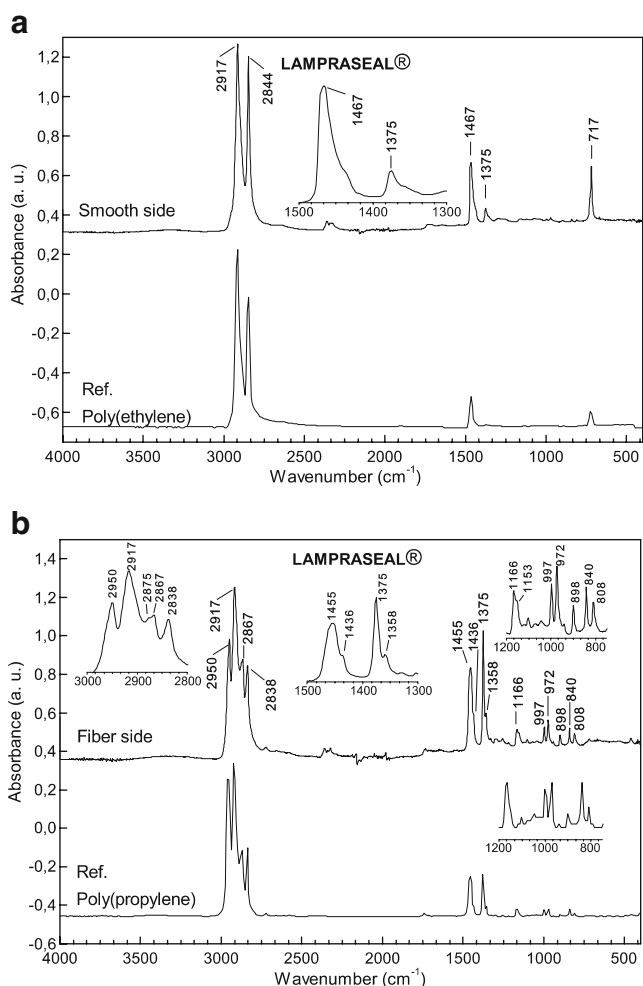 a
LAMPRASEAL®
2917
2844
1467
1375
1500 1400 1300
1467
1375
717
Absorbance (a. u.)
1,2
1,0
0,8
0,6
0,4
0,2
0,0
-0,2
-0,4
-0,6
Smooth side
Ref.
Poly(ethylene)
4000 3000 2000 1500 1000 500
Wavenumber (cm-1)
b
LAMPRASEAL®
2950
2917
2875
2867
2838
3000 2900 2800
2917
2867
2950
2838
1455
1436
1375
1358
1500 1400 1300
1455
1436
1375
1358
1166
997
972
898
840
808
1166
1153
997
972
898
840
808
1200 1000 800
1200 1000 800
Absorbance (a. u.)
1,4
1,2
1,0
0,8
0,6
0,4
0,2
0,0
-0,2
-0,4
-0,6
Fiber side
Ref.
Poly(propylene)
4000 3000 2000 1500 1000 500
Wavenumber (cm-1)